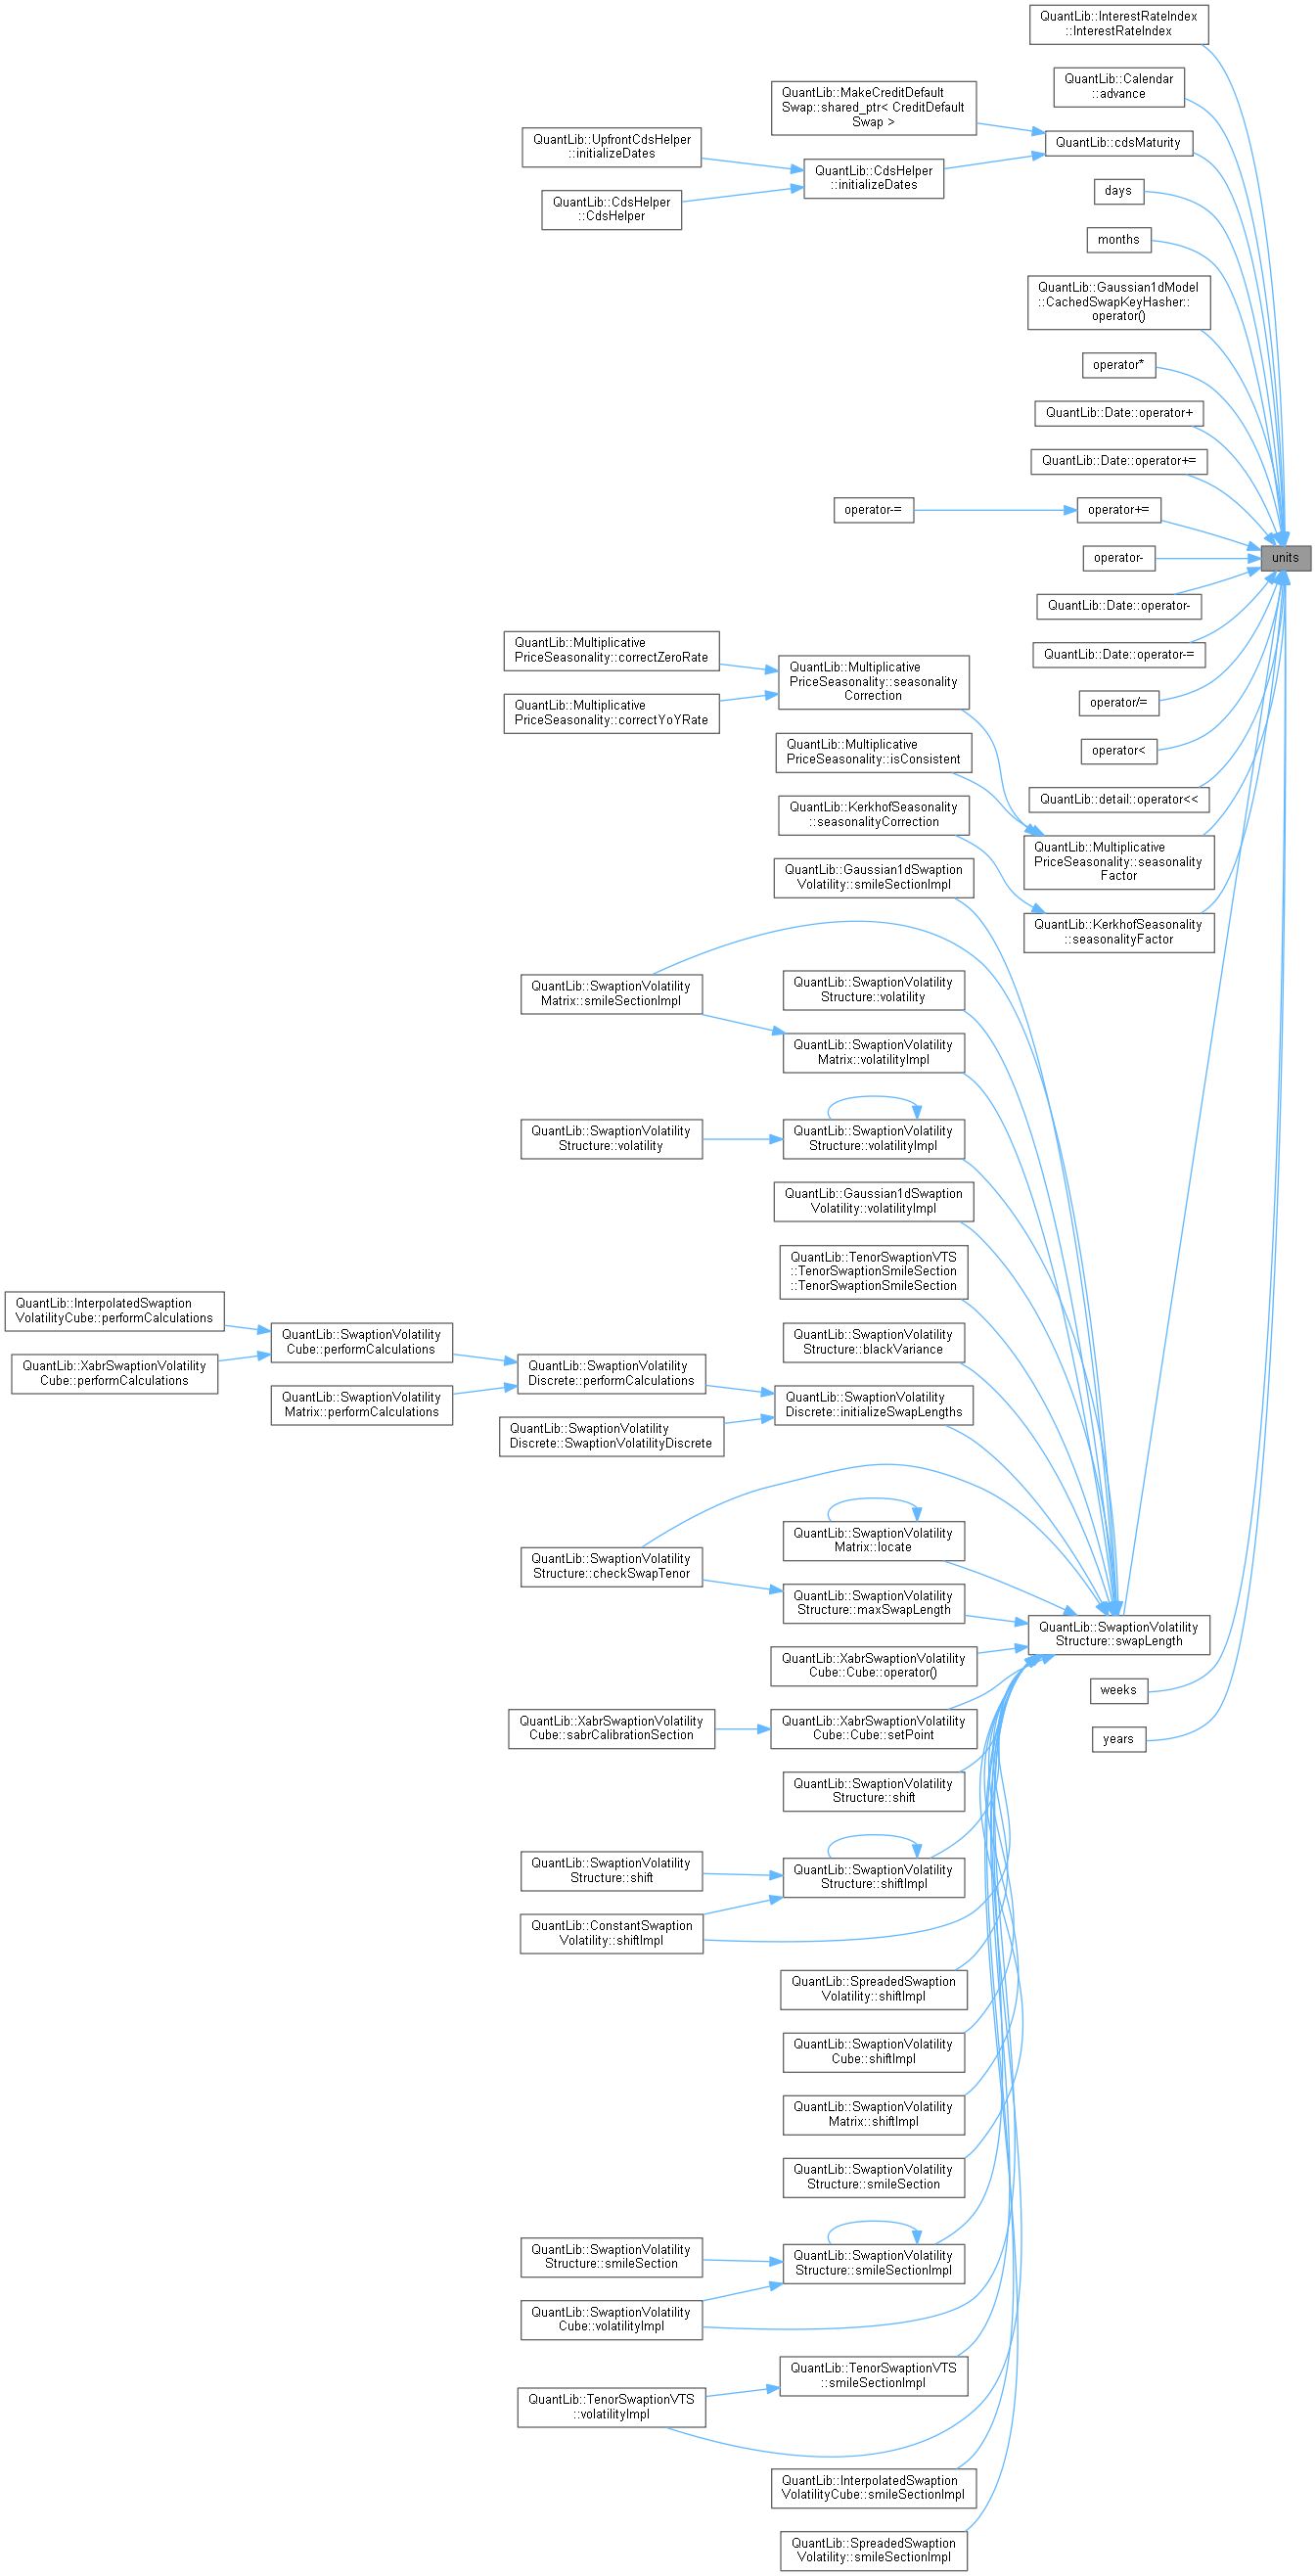 QuantLib::InterestRateIndex
::InterestRateIndex
QuantLib::Calendar
::advance
QuantLib::MakeCreditDefault
Swap::shared_ptr< CreditDefault
Swap >
QuantLib::UpfrontCdsHelper
::initializeDates
QuantLib::cdsMaturity
QuantLib::CdsHelper
::initializeDates
QuantLib::CdsHelper
::CdsHelper
days
months
QuantLib::Gaussian1dModel
::CachedSwapKeyHasher::
operator()
operator*
QuantLib::Date::operator+
QuantLib::Date::operator+=
operator-=
operator+=
units
operator-
QuantLib::Date::operator-
QuantLib::Multiplicative
PriceSeasonality::correctZeroRate
QuantLib::Date::operator-=
QuantLib::Multiplicative
PriceSeasonality::seasonality
Correction
QuantLib::Multiplicative
PriceSeasonality::correctYoYRate
operator/=
QuantLib::Multiplicative
PriceSeasonality::isConsistent
operator<
QuantLib::detail::operator<<
QuantLib::KerkhofSeasonality
::seasonalityCorrection
QuantLib::Multiplicative
PriceSeasonality::seasonality
Factor
QuantLib::Gaussian1dSwaption
Volatility::smileSectionImpl
QuantLib::KerkhofSeasonality
::seasonalityFactor
QuantLib::SwaptionVolatility
Matrix::smileSectionImpl
QuantLib::SwaptionVolatility
Structure::volatility
QuantLib::SwaptionVolatility
Matrix::volatilityImpl
QuantLib::SwaptionVolatility
Structure::volatility
QuantLib::SwaptionVolatility
Structure::volatilityImpl
QuantLib::Gaussian1dSwaption
Volatility::volatilityImpl
QuantLib::TenorSwaptionVTS
::TenorSwaptionSmileSection
::TenorSwaptionSmileSection
QuantLib::InterpolatedSwaption
VolatilityCube::performCalculations
QuantLib::SwaptionVolatility
Cube::performCalculations
QuantLib::SwaptionVolatility
Structure::blackVariance
QuantLib::XabrSwaptionVolatility
Cube::performCalculations
QuantLib::SwaptionVolatility
Discrete::performCalculations
QuantLib::SwaptionVolatility
Matrix::performCalculations
QuantLib::SwaptionVolatility
Discrete::initializeSwapLengths
QuantLib::SwaptionVolatility
Discrete::SwaptionVolatilityDiscrete
QuantLib::SwaptionVolatility
Matrix::locate
QuantLib::SwaptionVolatility
Structure::checkSwapTenor
QuantLib::SwaptionVolatility
Structure::maxSwapLength
QuantLib::SwaptionVolatility
Structure::swapLength
QuantLib::XabrSwaptionVolatility
Cube::Cube::operator()
weeks
QuantLib::XabrSwaptionVolatility
Cube::sabrCalibrationSection
QuantLib::XabrSwaptionVolatility
Cube::Cube::setPoint
years
QuantLib::SwaptionVolatility
Structure::shift
QuantLib::SwaptionVolatility
Structure::shift
QuantLib::SwaptionVolatility
Structure::shiftImpl
QuantLib::ConstantSwaption
Volatility::shiftImpl
QuantLib::SpreadedSwaption
Volatility::shiftImpl
QuantLib::SwaptionVolatility
Cube::shiftImpl
QuantLib::SwaptionVolatility
Matrix::shiftImpl
QuantLib::SwaptionVolatility
Structure::smileSection
QuantLib::SwaptionVolatility
Structure::smileSection
QuantLib::SwaptionVolatility
Structure::smileSectionImpl
QuantLib::SwaptionVolatility
Cube::volatilityImpl
QuantLib::TenorSwaptionVTS
::smileSectionImpl
QuantLib::TenorSwaptionVTS
::volatilityImpl
QuantLib::InterpolatedSwaption
VolatilityCube::smileSectionImpl
QuantLib::SpreadedSwaption
Volatility::smileSectionImpl